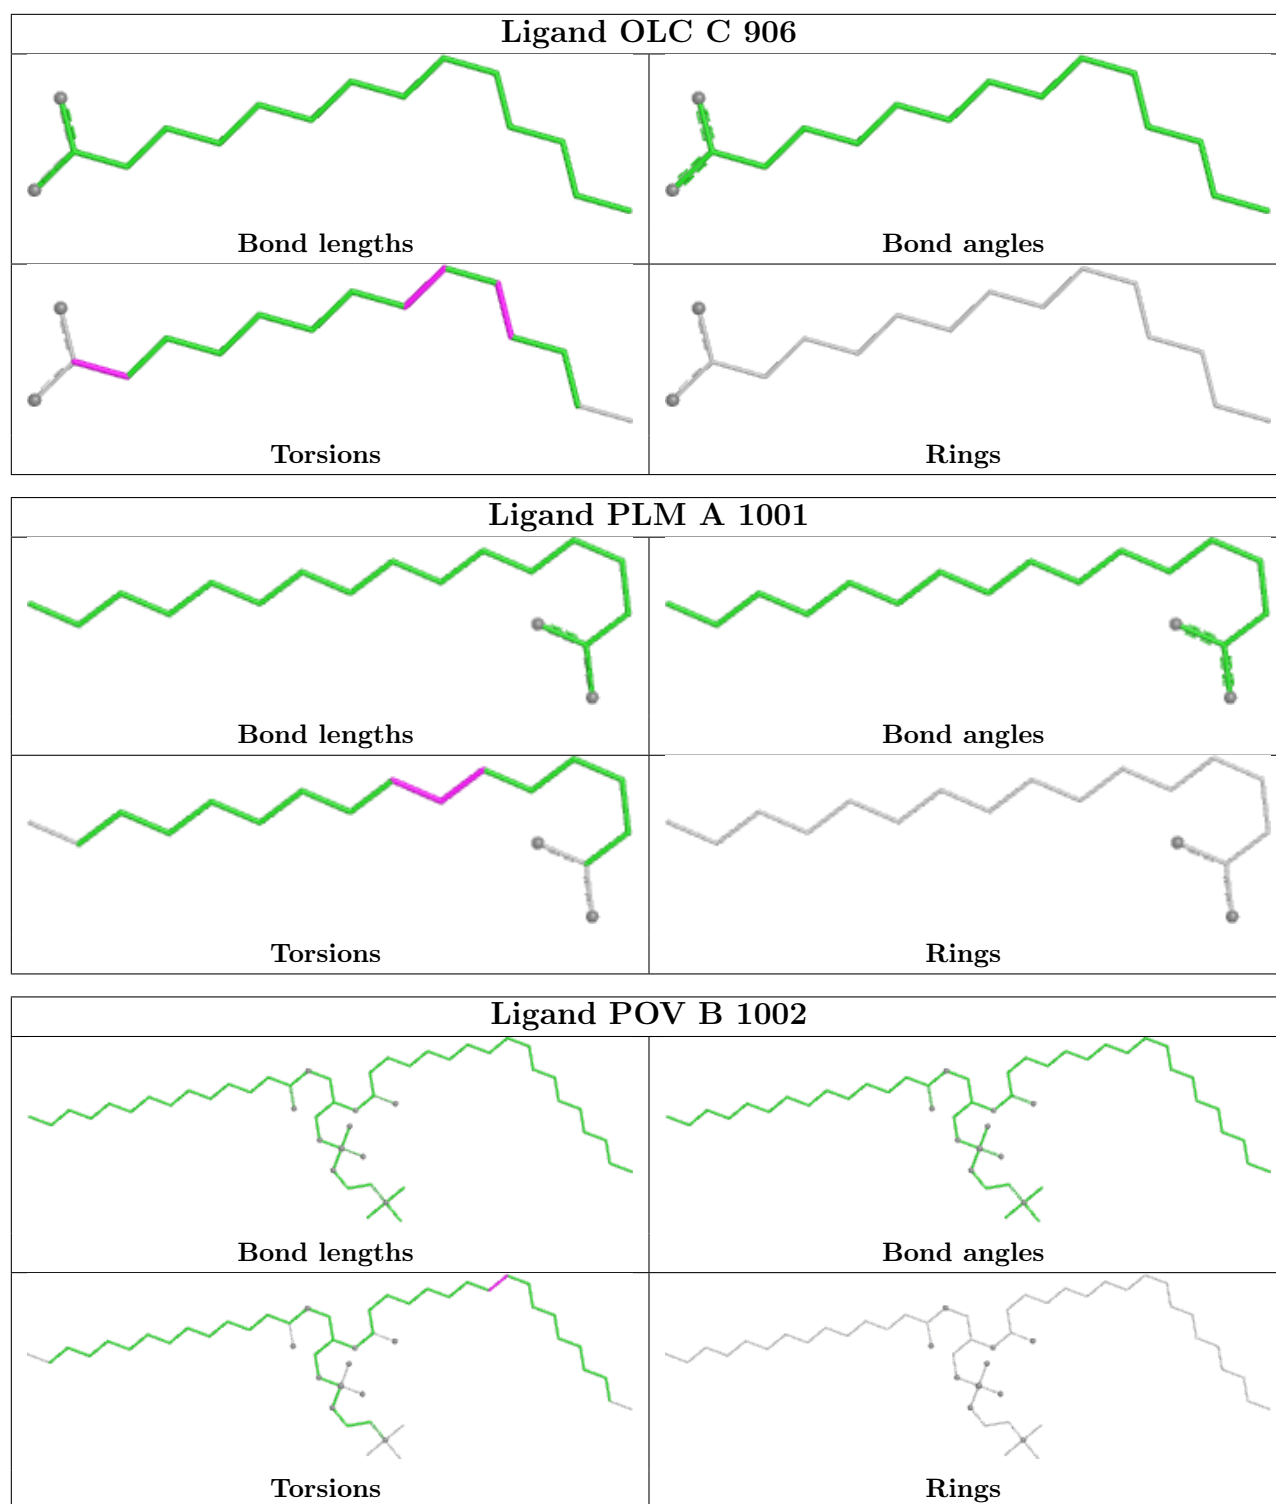 Ligand OLC C 906
Bond lengths
Bond angles
Torsions
Rings
Ligand PLM A 1001
Bond lengths
Bond angles
Torsions
Rings
Ligand POV B 1002
Bond lengths
Bond angles
Torsions
Rings